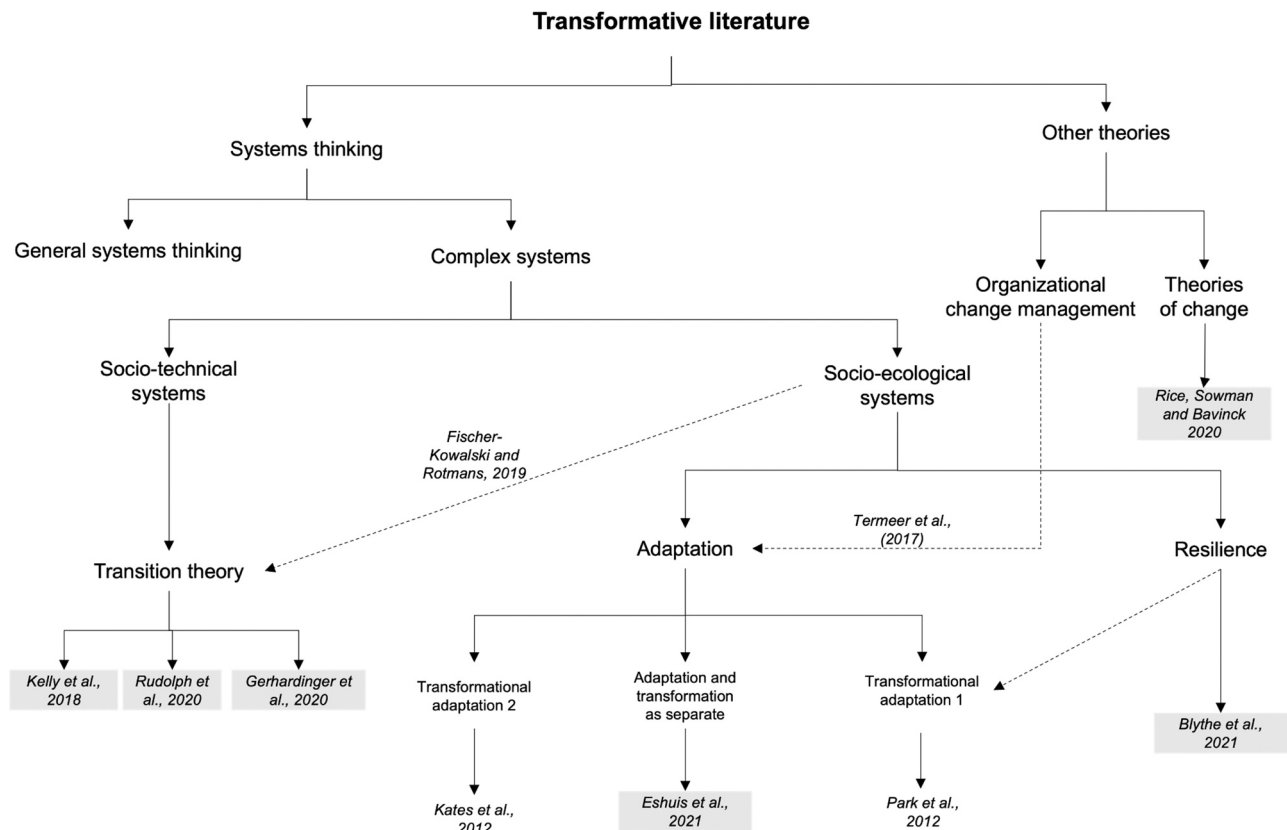 Transformative literature
Other theories
Systems thinking
General systems thinking
Complex systems
Organizational
change management
Theories
of change
Socio-technical
systems
Socio-ecological
systems
Rice, Sowman
and Bavinck
2020
Fischer-
Kowalski and
Rotmans, 2019
Termeer et al.,
(2017)
Adaptation
Resilience
Transition theory
Kelly et al.,
2018
Rudolph et
al., 2020
Gerhardinger et
al., 2020
Transformational
adaptation 2
Adaptation and
transformation
as separate
Transformational
adaptation 1
Blythe et al.,
2021
Kates et al.,
2012
Eshuis et al.,
2021
Park et al.,
2012